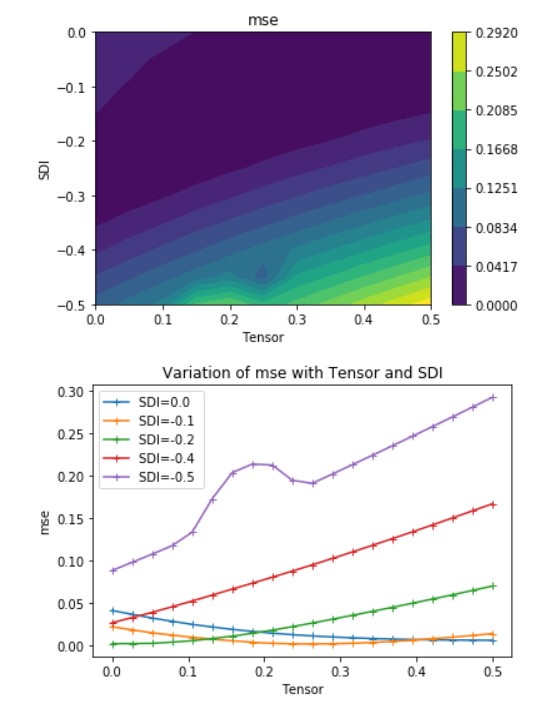 mse
0.0
−0.1
−0.2
−0.3
−0.4
−0.5
SDI
0.0 0.1 0.2 0.3 0.4 0.5
Tensor
0.2920
0.2502
0.2085
0.1668
0.1251
0.0834
0.0417
0.0000
Variation of mse with Tensor and SDI
0.30
0.25
0.20
0.15
0.10
0.05
0.00
mse
SDI=0.0
SDI=-0.1
SDI=-0.2
SDI=-0.4
SDI=-0.5
0.0 0.1 0.2 0.3 0.4 0.5
Tensor